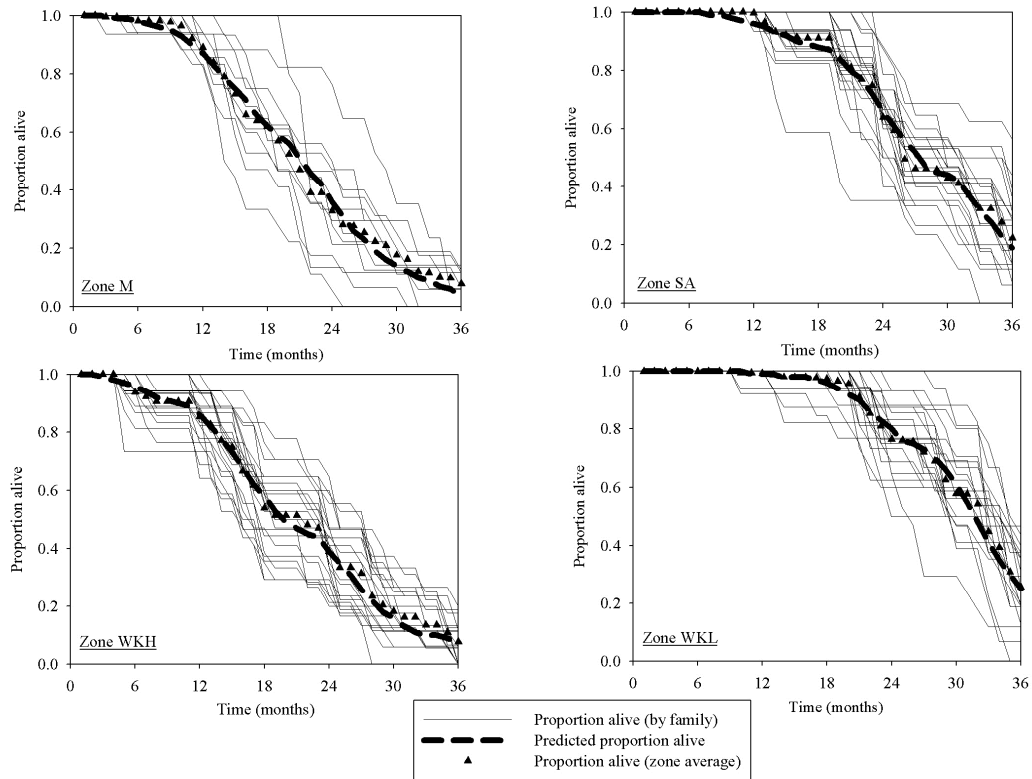 1.0
0.8
0.6
0.4
0.2
0.0
Proportion alive
Zone M
0 6 12 18 24 30 36
Time (months)
1.0
0.8
0.6
0.4
0.2
0.0
Proportion alive
Zone SA
0 6 12 18 24 30 36
Time (months)
1.0
0.8
0.6
0.4
0.2
0.0
Proportion alive
Zone WKH
0 6 12 18 24 30 36
Time (months)
1.0
0.8
0.6
0.4
0.2
0.0
Proportion alive
Zone WKL
0 6 12 18 24 30 36
Time (months)
Proportion alive (by family)
Predicted proportion alive
Proportion alive (zone average)